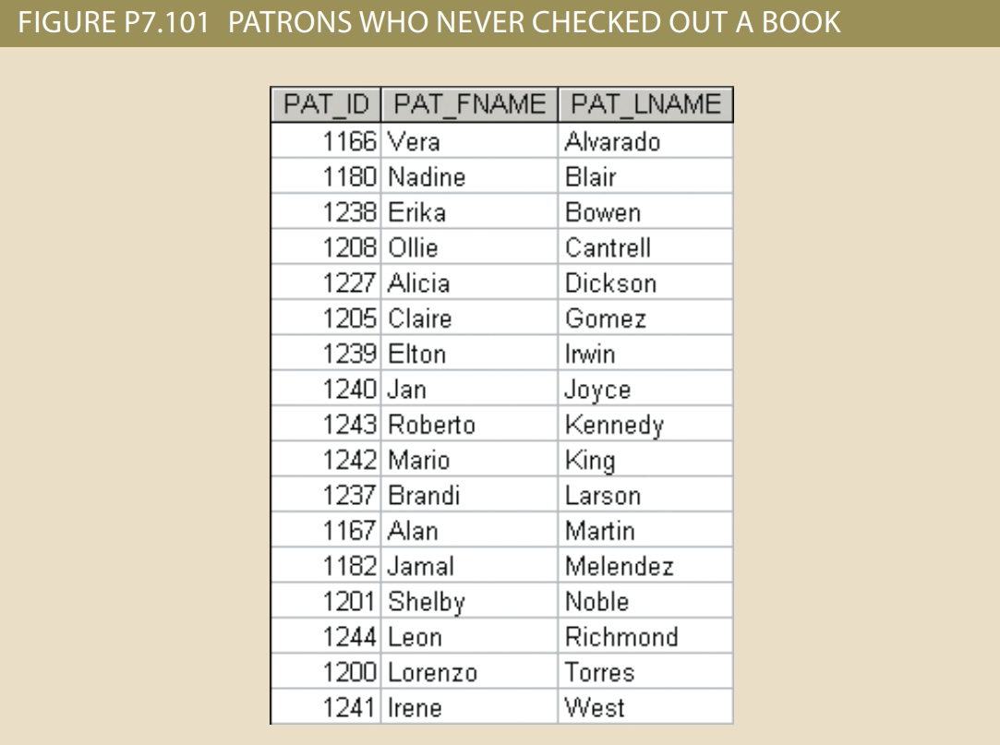 FIGURE P7.101 PATRONS WHO NEVER CHECKED OUT A BOOK
PAT_ID PAT_FNAME PAT_LNAME
1166 Vera Alvarado
1180 Nadine Blair
1238 Erika Bowen
1208 Ollie Cantrell
1227 Alicia Dickson
1205 Claire Gomez
1239 Elton Irwin
1240 Jan Joyce
1243 Roberto Kennedy
1242 Mario King
1237 Brandi Larson
1167 Alan Martin
1182 Jamal Melendez
1201 Shelby Noble
1244 Leon Richmond
1200 Lorenzo Torres
1241 Irene West